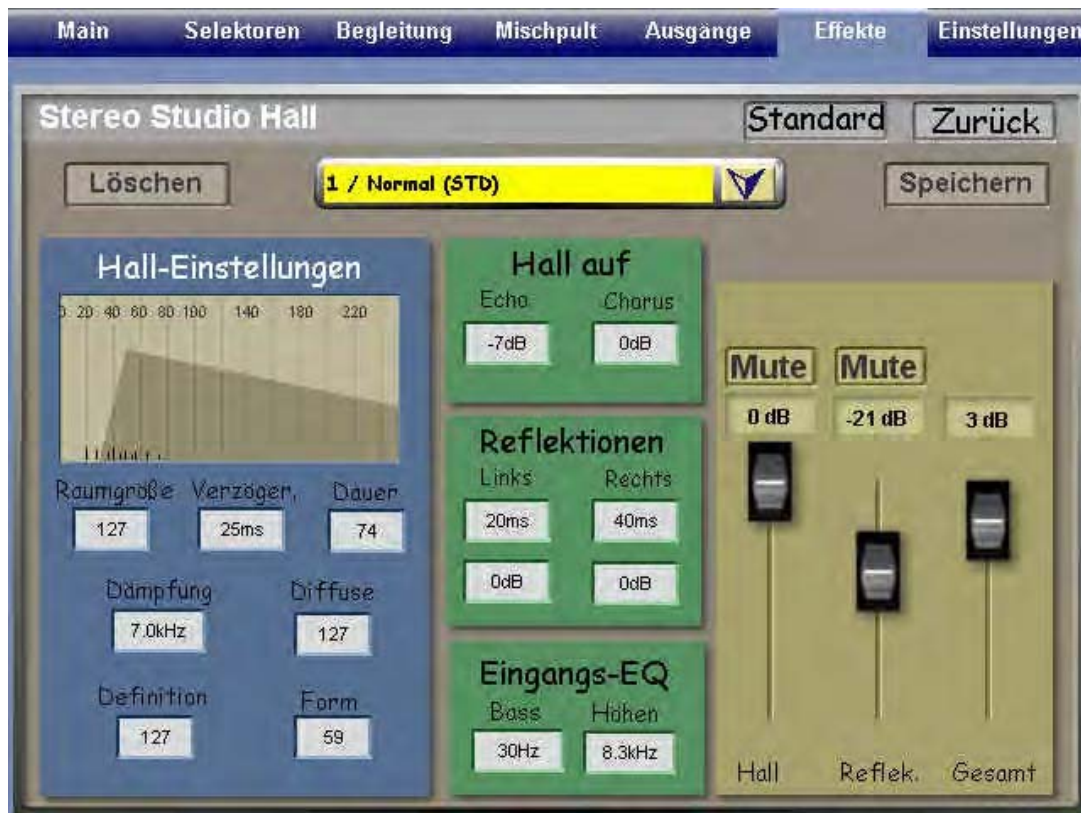 Main Selektoren Begleitung Mischpult Ausgänge Effekte Einstellungen
Stereo Studio Hall Standard Zurück
Löschen 1 / Normal (STD) Speichern
Hall-Einstellungen
0 20 40 60 80 100 140 180 220
Raumgröße Verzöger. Dauer
127 25ms 74
Dämpfung Diffuse
7.0kHz 127
Definition Form
127 59
Hall auf
Echo Chorus
-7dB 0dB
Reflektionen
Links Rechts
20ms 40ms
0dB 0dB
Eingangs-EQ
Bass Höhen
30Hz 8.3kHz
Mute Mute
0 dB -21 dB 3 dB
Hall Reflek. Gesamt